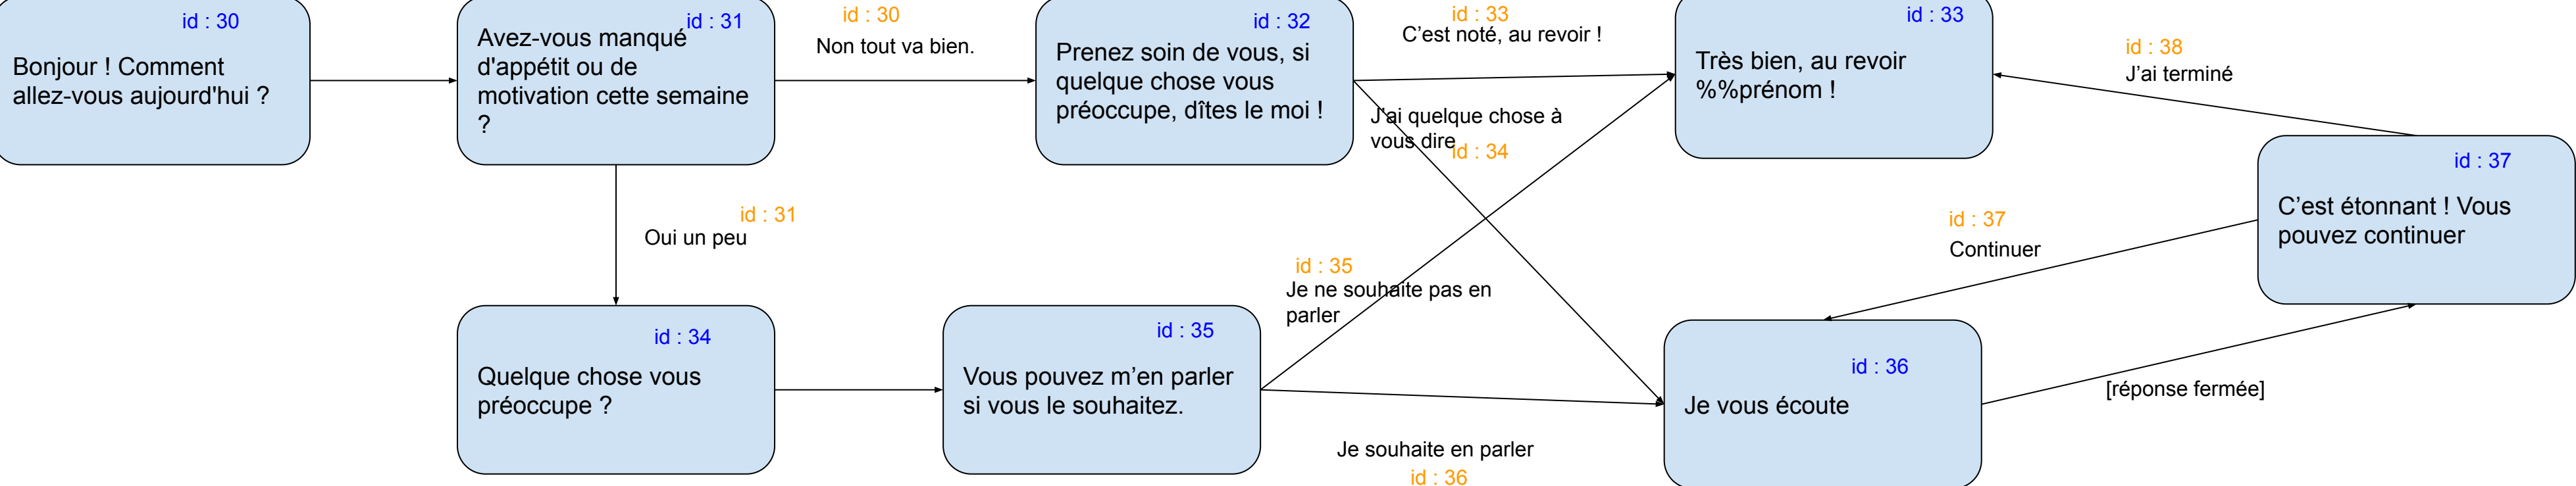 id : 30
Bonjour ! Comment
allez-vous aujourd'hui ?
id : 31
Avez-vous manqué
d'appétit ou de
motivation cette semaine
?
id : 30
Non tout va bien.
id : 32
Prenez soin de vous, si
quelque chose vous
préoccupe, dîtes le moi !
id : 33
C’est noté, au revoir !
J’ai quelque chose à
vous dire
id : 34
id : 33
Très bien, au revoir
%%prénom !
id : 38
J’ai terminé
id : 37
C’est étonnant ! Vous
pouvez continuer
id : 31
Oui un peu
id : 37
Continuer
id : 35
Je ne souhaite pas en
parler
id : 34
Quelque chose vous
préoccupe ?
id : 35
Vous pouvez m’en parler
si vous le souhaitez.
id : 36
Je vous écoute
[réponse fermée]
Je souhaite en parler
id : 36